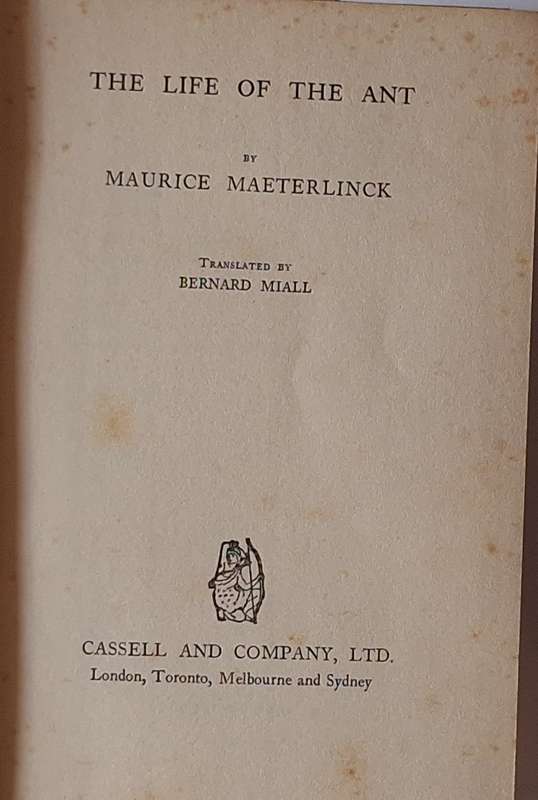 THE LIFE OF THE ANT
BY
MAURICE MAETERLINCK
TRANSLATED BY
BERNARD MIALL
CASSELL AND COMPANY, LTD.
London, Toronto, Melbourne and Sydney